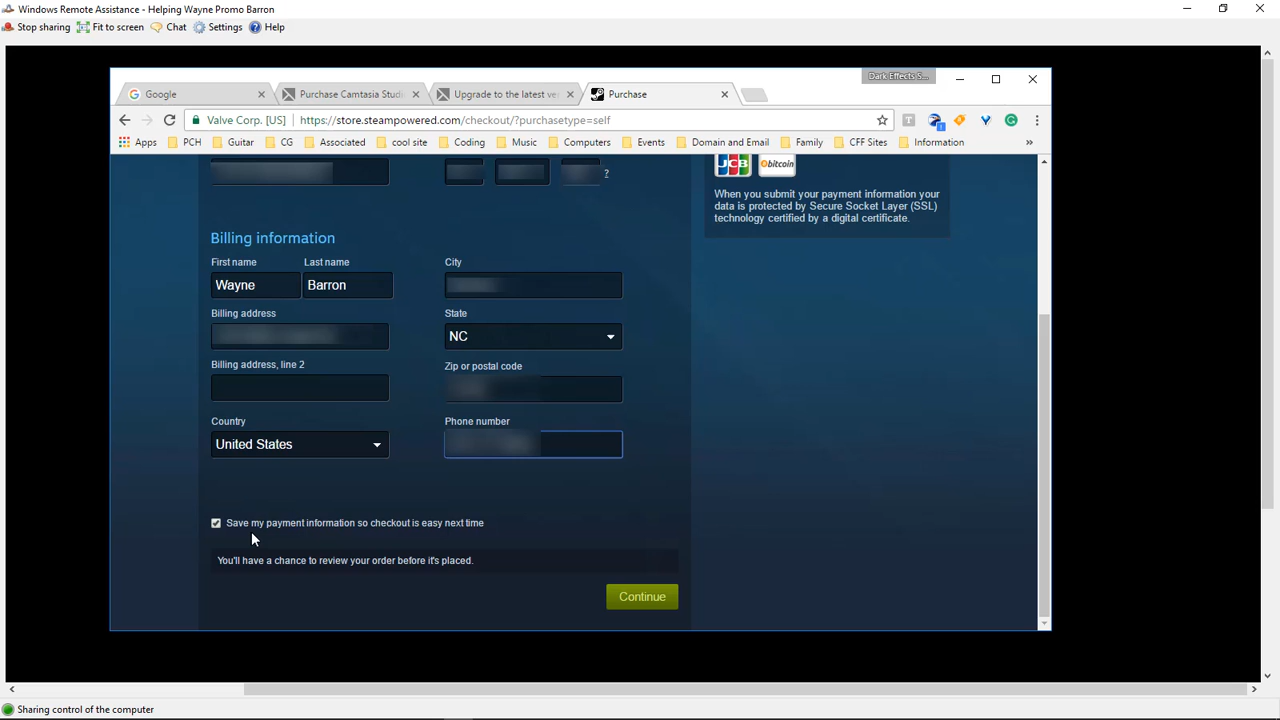 Windows Remote Assistance - Helping Wayne Promo Barron
Stop sharing Fit to screen Chat Settings Help
Dark Effects S...
Google Purchase Camtasia Studi Upgrade to the latest ve Purchase
Valve Corp. [US] https://store.steampowered.com/checkout/?purchasetype=self
Apps PCH Guitar CG Associated cool site Coding Music Computers Events Domain and Email Family CFF Sites Information »
?
JCB bitcoin
When you submit your payment information your
data is protected by Secure Socket Layer (SSL)
technology certified by a digital certificate.
Billing information
First name Last name City
Wayne Barron
Billing address State
NC
Billing address, line 2 Zip or postal code
Country Phone number
United States
Save my payment information so checkout is easy next time
You'll have a chance to review your order before it's placed.
Continue
Sharing control of the computer